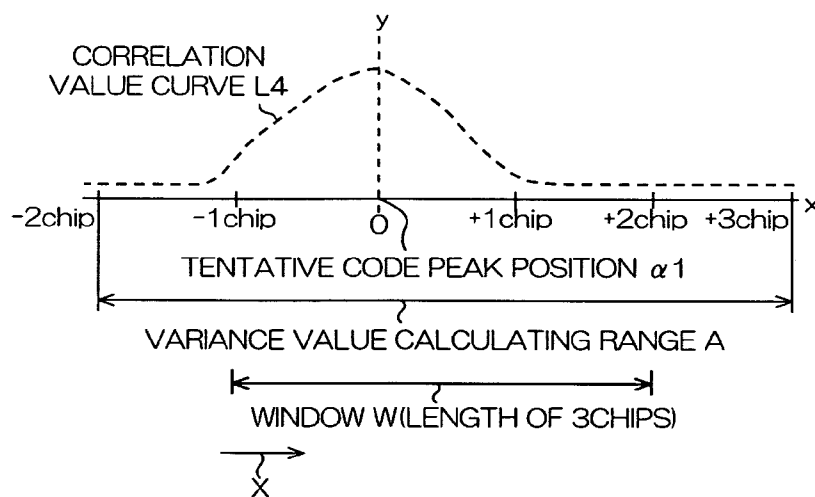 y
CORRELATION
VALUE CURVE L4
-2chip -1chip 0 +1chip +2chip +3chip x
TENTATIVE CODE PEAK POSITION α1
VARIANCE VALUE CALCULATING RANGE A
WINDOW W(LENGTH OF 3CHIPS)
X